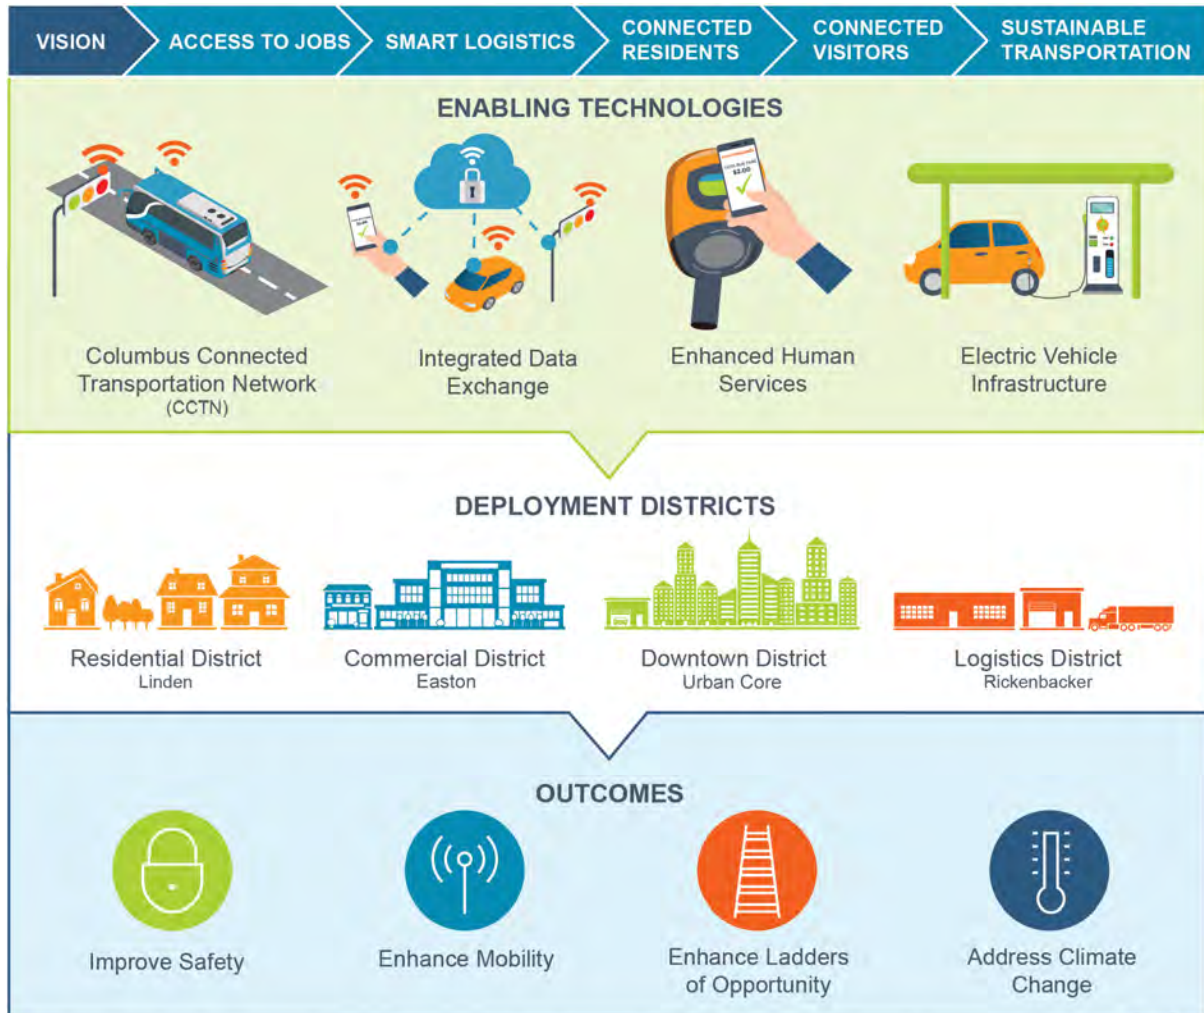 VISION
ACCESS TO JOBS
SMART LOGISTICS
CONNECTED
RESIDENTS
CONNECTED
VISITORS
SUSTAINABLE
TRANSPORTATION
ENABLING TECHNOLOGIES
$2.00
Columbus Connected
Transportation Network
(CCTN)
Integrated Data
Exchange
Enhanced Human
Services
Electric Vehicle
Infrastructure
DEPLOYMENT DISTRICTS
Residential District
Linden
Commercial District
Easton
Downtown District
Urban Core
Logistics District
Rickenbacker
OUTCOMES
Improve Safety
Enhance Mobility
Enhance Ladders
of Opportunity
Address Climate
Change